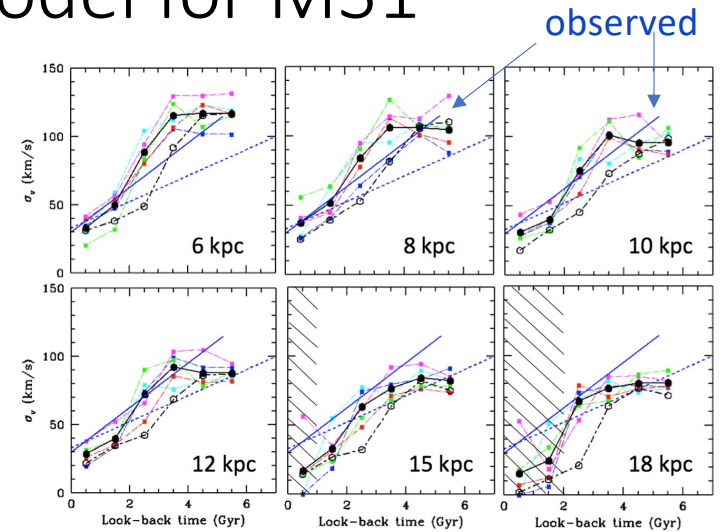 odel for M31
observed
150
100
50
0
σv (km/s)
6 kpc
8 kpc
10 kpc
150
100
50
0
σv (km/s)
12 kpc
15 kpc
18 kpc
0 2 4 6
0 2 4 6
0 2 4 6
Look-back time (Gyr)
Look-back time (Gyr)
Look-back time (Gyr)